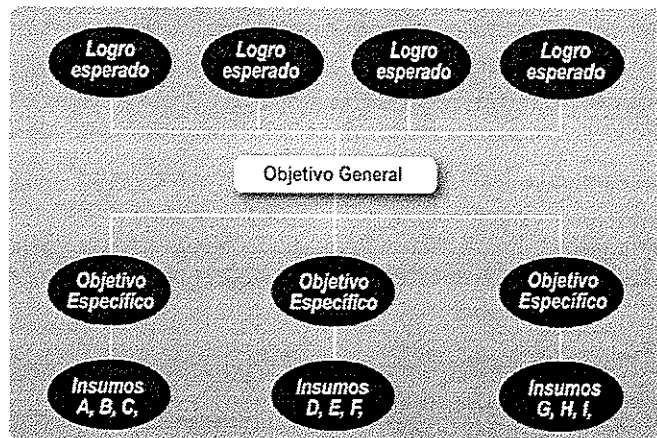 Logro
esperado
Logro
esperado
Logro
esperado
Logro
esperado
Objetivo General
Objetivo
Específico
Objetivo
Específico
Objetivo
Específico
Insumos
A, B, C,
Insumos
D, E, F,
Insumos
G, H, I,